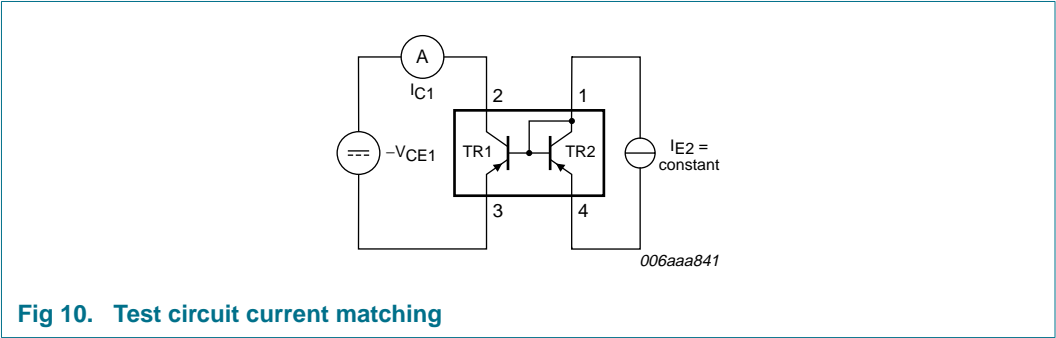 A
IC1
2
1
–VCE1
TR1
TR2
IE2 =
constant
3
4
006aaa841
Fig 10. Test circuit current matching